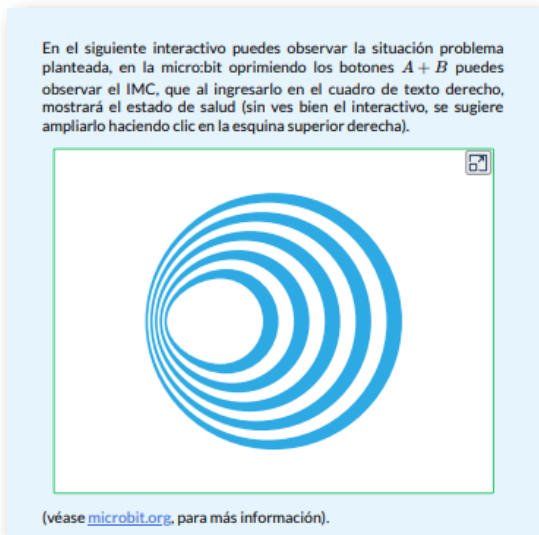 En el siguiente interactivo puedes observar la situación problema
planteada, en la micro:bit oprimiendo los botones A + B puedes
observar el IMC, que al ingresarlo en el cuadro de texto derecho,
mostrará el estado de salud (sin ves bien el interactivo, se sugiere
ampliarlo haciendo clic en la esquina superior derecha).
(véase microbit.org, para más información).